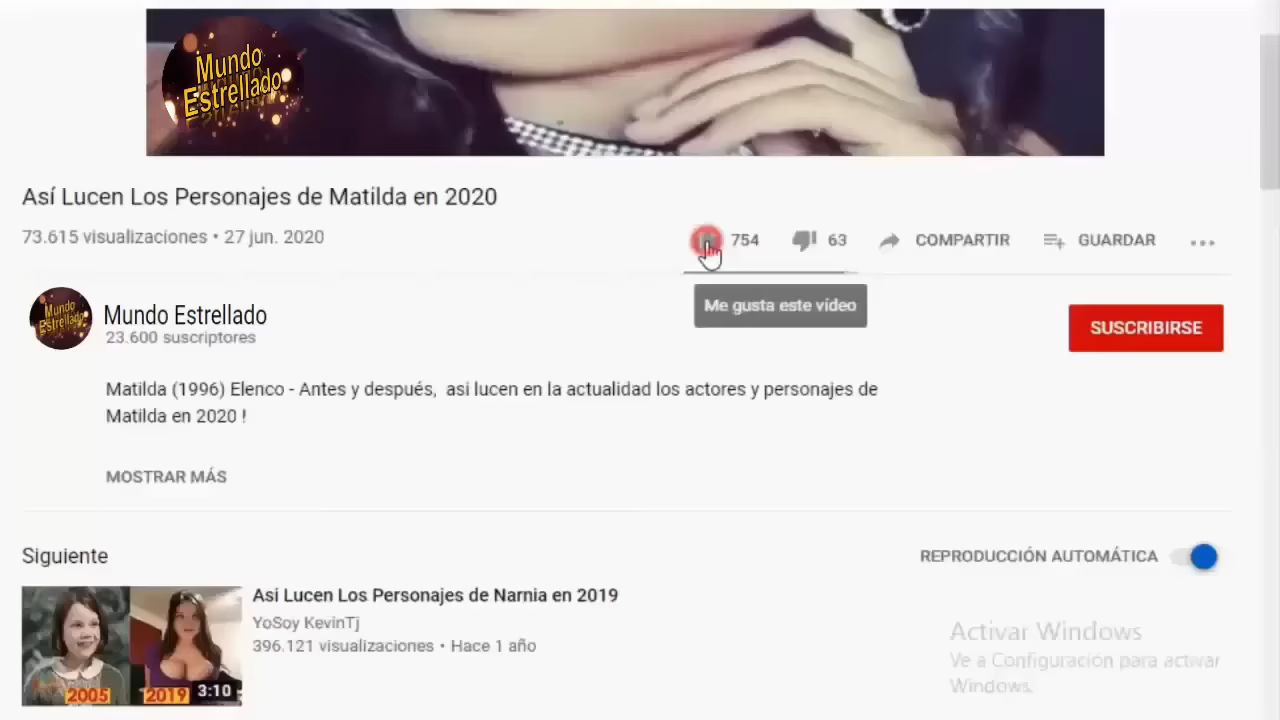 Mundo
Estrellado
Así Lucen Los Personajes de Matilda en 2020
73.615 visualizaciones • 27 jun. 2020
754
63
COMPARTIR
GUARDAR
Mundo
Estrellado
Mundo Estrellado
23.600 suscriptores
Me gusta este vídeo
SUSCRIBIRSE
Matilda (1996) Elenco - Antes y después, asi lucen en la actualidad los actores y personajes de
Matilda en 2020 !
MOSTRAR MÁS
Siguiente
REPRODUCCIÓN AUTOMÁTICA
2005
2019
3:10
Asi Lucen Los Personajes de Narnia en 2019
YoSoy KevinTj
396.121 visualizaciones • Hace 1 año
Activar Windows
Ve a Configuración para activar
Windows.